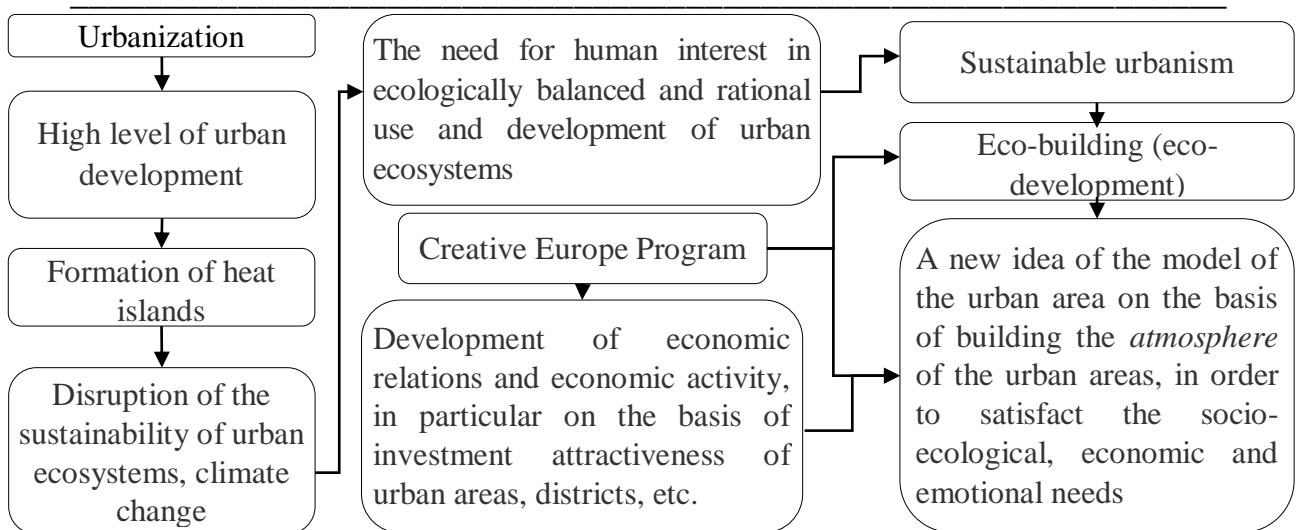 Urbanization
High level of urban
development
Formation of heat
islands
Disruption of the
sustainability of urban
ecosystems, climate
change
The need for human interest in
ecologically balanced and rational
use and development of urban
ecosystems
Creative Europe Program
Development of economic
relations and economic activity,
in particular on the basis of
investment attractiveness of
urban areas, districts, etc.
Sustainable urbanism
Eco-building (eco-
development)
A new idea of the model of
the urban area on the basis
of building the atmosphere
of the urban areas, in order
to satisfact the socio-
ecological, economic and
emotional needs